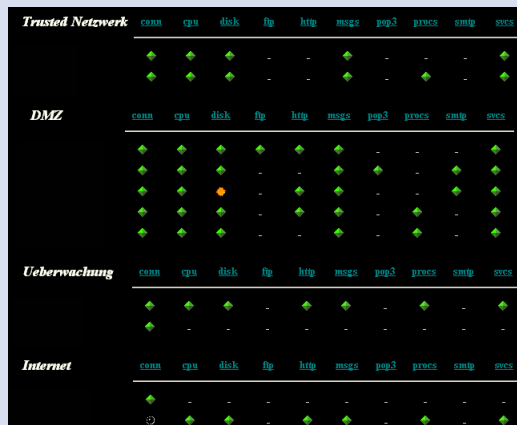 Trusted Netzwerk conn cpu disk ftp http msgs pop3 procs smtp svcs
- - - - -
- - - -
DMZ conn cpu disk ftp http msgs pop3 procs smtp svcs
- -
- - -
- - -
- - -
- - - -
Ueberwachung conn cpu disk ftp http msgs pop3 procs smtp svcs
- - -
- - - - - - - - -
Internet conn cpu disk ftp http msgs pop3 procs smtp svcs
- - - - - - - - -
- - -